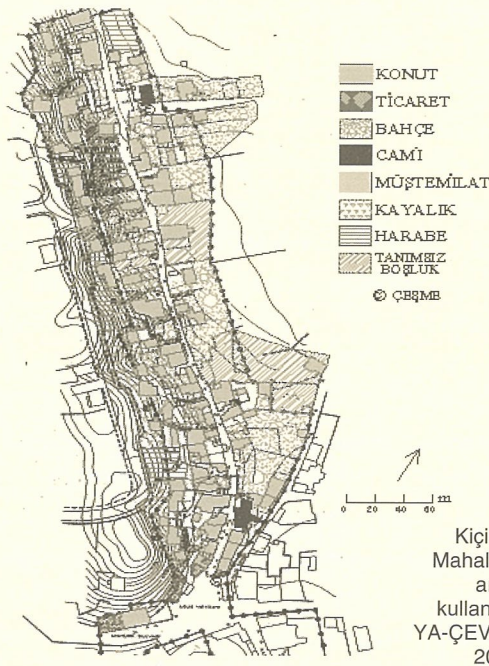 KONUT
TİCARET
BAHÇE
CAMİ
MÜŞTEMİLAT
KAYALIK
HARABE
TANIMSIZ
BOŞLUK
ÇEŞME
m
0 20 40 60
Kiçi
Mahal
a
kullan
YA-ÇEV
20